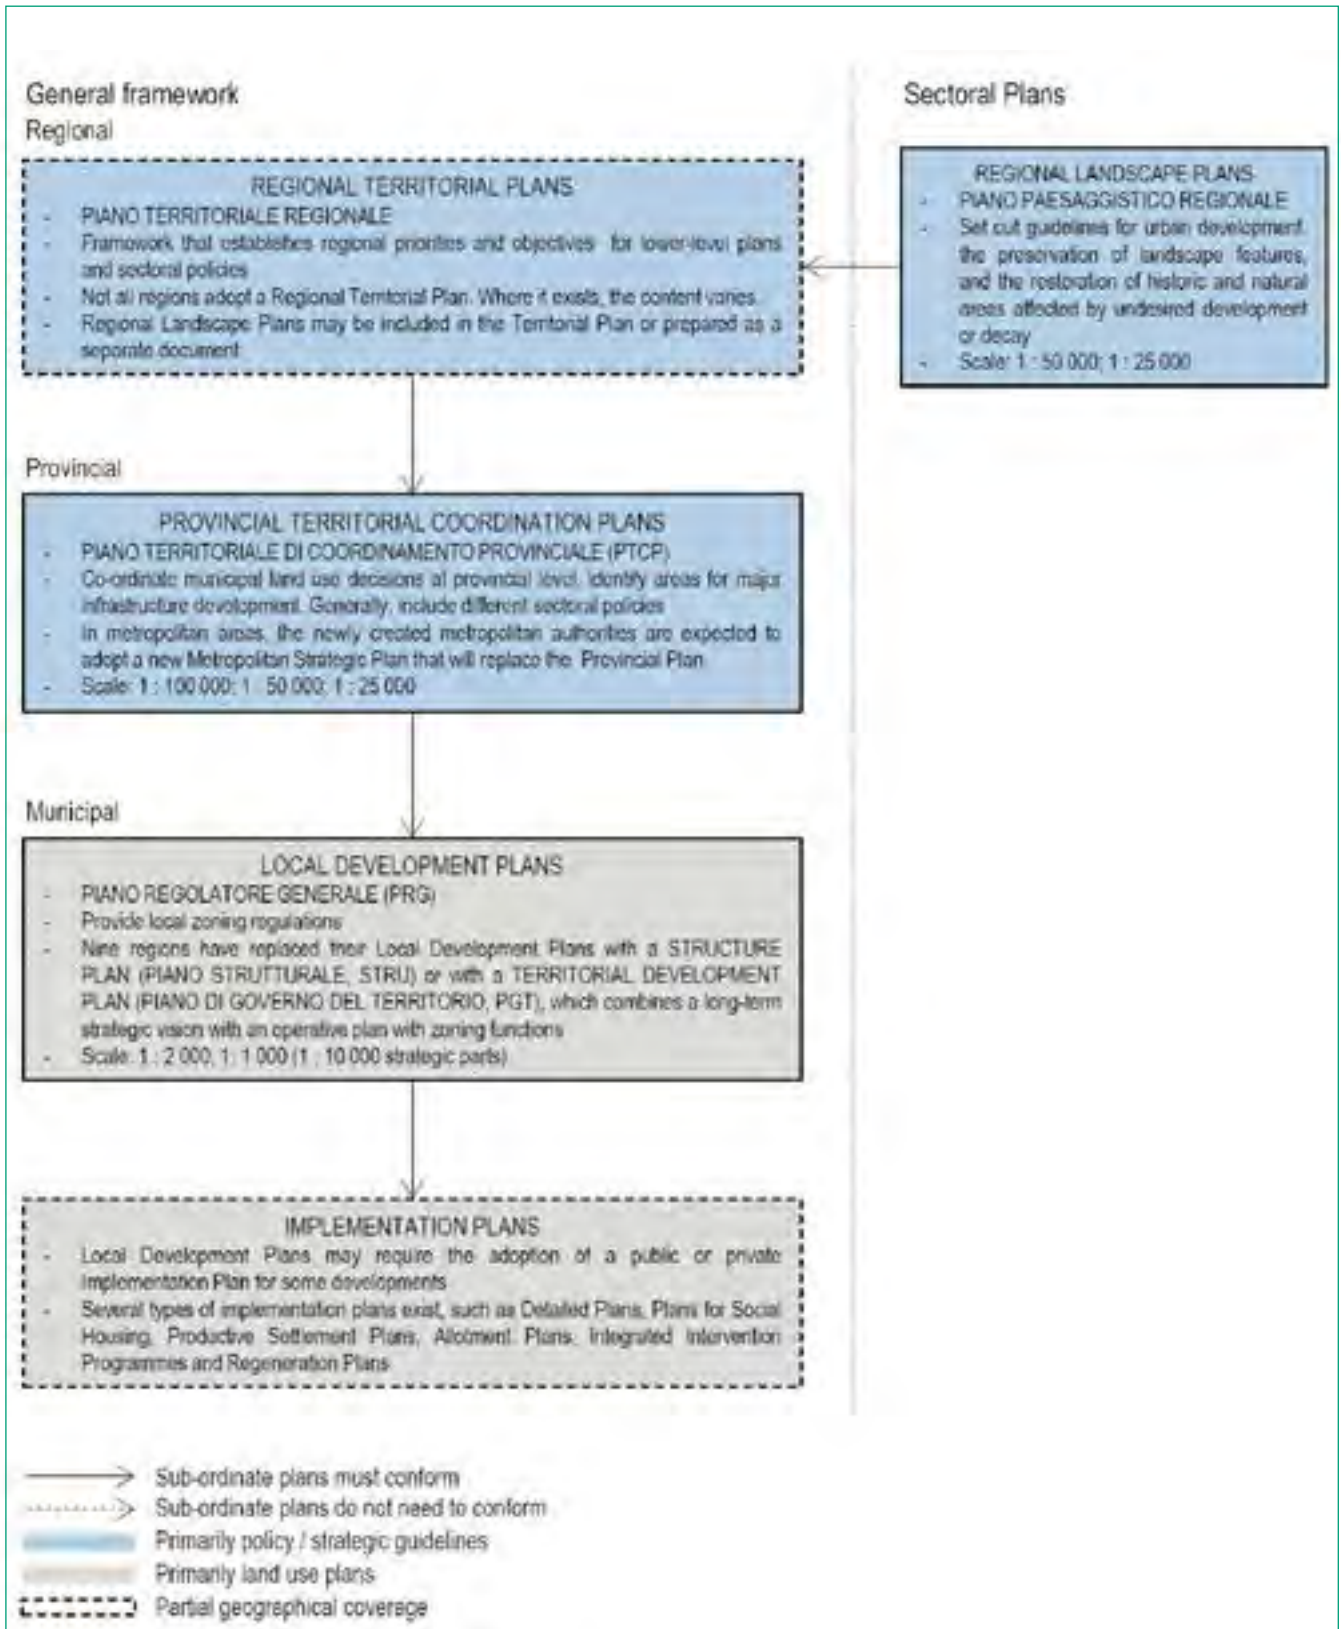 General framework
Regional
REGIONAL TERRITORIAL PLANS
- PIANO TERRITORIALE REGIONALE
- Framework that establishes regional priorities and objectives for lower-level plans
and sectoral policies
- Not all regions adopt a Regional Territorial Plan. Where it exists, the content varies.
- Regional Landscape Plans may be included in the Territorial Plan or prepared as a
separate document
Sectoral Plans
REGIONAL LANDSCAPE PLANS
- PIANO PAESAGGISTICO REGIONALE
- Set out guidelines for urban development,
the preservation of landscape features,
and the restoration of historic and natural
areas affected by undesired development
or decay
- Scale: 1 : 50 000; 1 : 25 000
Provincial
PROVINCIAL TERRITORIAL COORDINATION PLANS
- PIANO TERRITORIALE DI COORDINAMENTO PROVINCIALE (PTCP)
- Co-ordinate municipal land use decisions at provincial level, identify areas for major
infrastructure development. Generally, include different sectoral policies
- In metropolitan areas, the newly created metropolitan authorities are expected to
adopt a new Metropolitan Strategic Plan that will replace the Provincial Plan
- Scale: 1 : 100 000; 1 : 50 000; 1 : 25 000
Municipal
LOCAL DEVELOPMENT PLANS
- PIANO REGOLATORE GENERALE (PRG)
- Provide local zoning regulations
- Nine regions have replaced their Local Development Plans with a STRUCTURE
PLAN (PIANO STRUTTURALE, STRU) or with a TERRITORIAL DEVELOPMENT
PLAN (PIANO DI GOVERNO DEL TERRITORIO, PGT), which combines a long-term
strategic vision with an operative plan with zoning functions
- Scale: 1 : 2 000; 1: 1 000 (1 : 10 000 strategic parts)
IMPLEMENTATION PLANS
- Local Development Plans may require the adoption of a public or private
Implementation Plan for some developments
- Several types of implementation plans exist, such as Detailed Plans, Plans for Social
Housing, Productive Settlement Plans, Allotment Plans, Integrated Intervention
Programmes and Regeneration Plans
Sub-ordinate plans must conform
Sub-ordinate plans do not need to conform
Primarily policy / strategic guidelines
Primarily land use plans
Partial geographical coverage